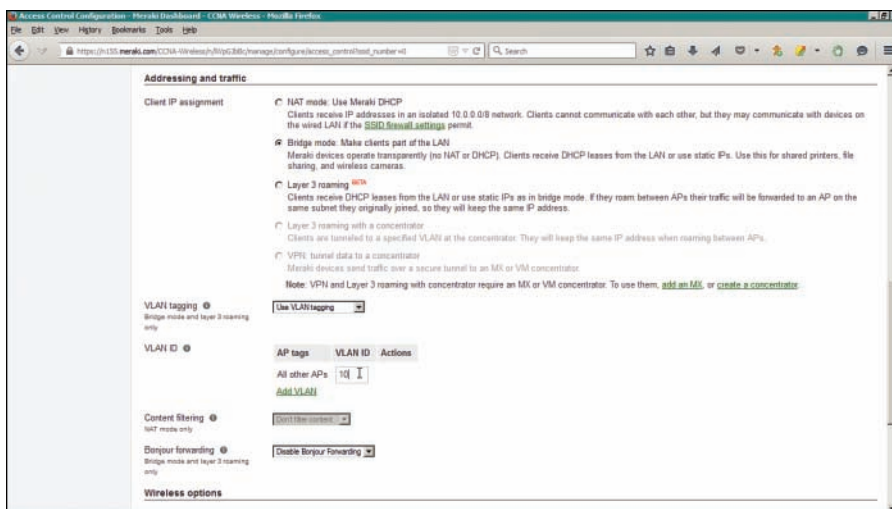 Access Control Configuration - Meraki Dashboard - CCNA Wireless - Mozilla Firefox
File Edit View History Bookmarks Tools Help
Search
Addressing and traffic
Client IP assignment
NAT mode: Use Meraki DHCP
Clients receive IP addresses in an isolated 10.0.0.0/8 network. Clients cannot communicate with each other, but they may communicate with devices on
the wired LAN if the SSID firewall settings permit.
Bridge mode: Make clients part of the LAN
Meraki devices operate transparently (no NAT or DHCP). Clients receive DHCP leases from the LAN or use static IPs. Use this for shared printers, file
sharing, and wireless cameras.
Layer 3 roaming BETA
Clients receive DHCP leases from the LAN or use static IPs as in bridge mode. If they roam between APs their traffic will be forwarded to an AP on the
same subnet they originally joined, so they will keep the same IP address.
Layer 3 roaming with a concentrator
Clients are tunneled to a specified VLAN at the concentrator. They will keep the same IP address when roaming between APs.
VPN: tunnel data to a concentrator
Meraki devices send traffic over a secure tunnel to an MX or VM concentrator.
Note: VPN and Layer 3 roaming with concentrator require an MX or VM concentrator. To use them, add an MX, or create a concentrator.
VLAN tagging
Bridge mode and layer 3 roaming
only
Use VLAN tagging
VLAN ID
AP tags VLAN ID Actions
All other APs 10
Add VLAN
Content filtering
NAT mode only
Don't filter content
Bonjour forwarding
Bridge mode and layer 3 roaming
only
Disable Bonjour Forwarding
Wireless options